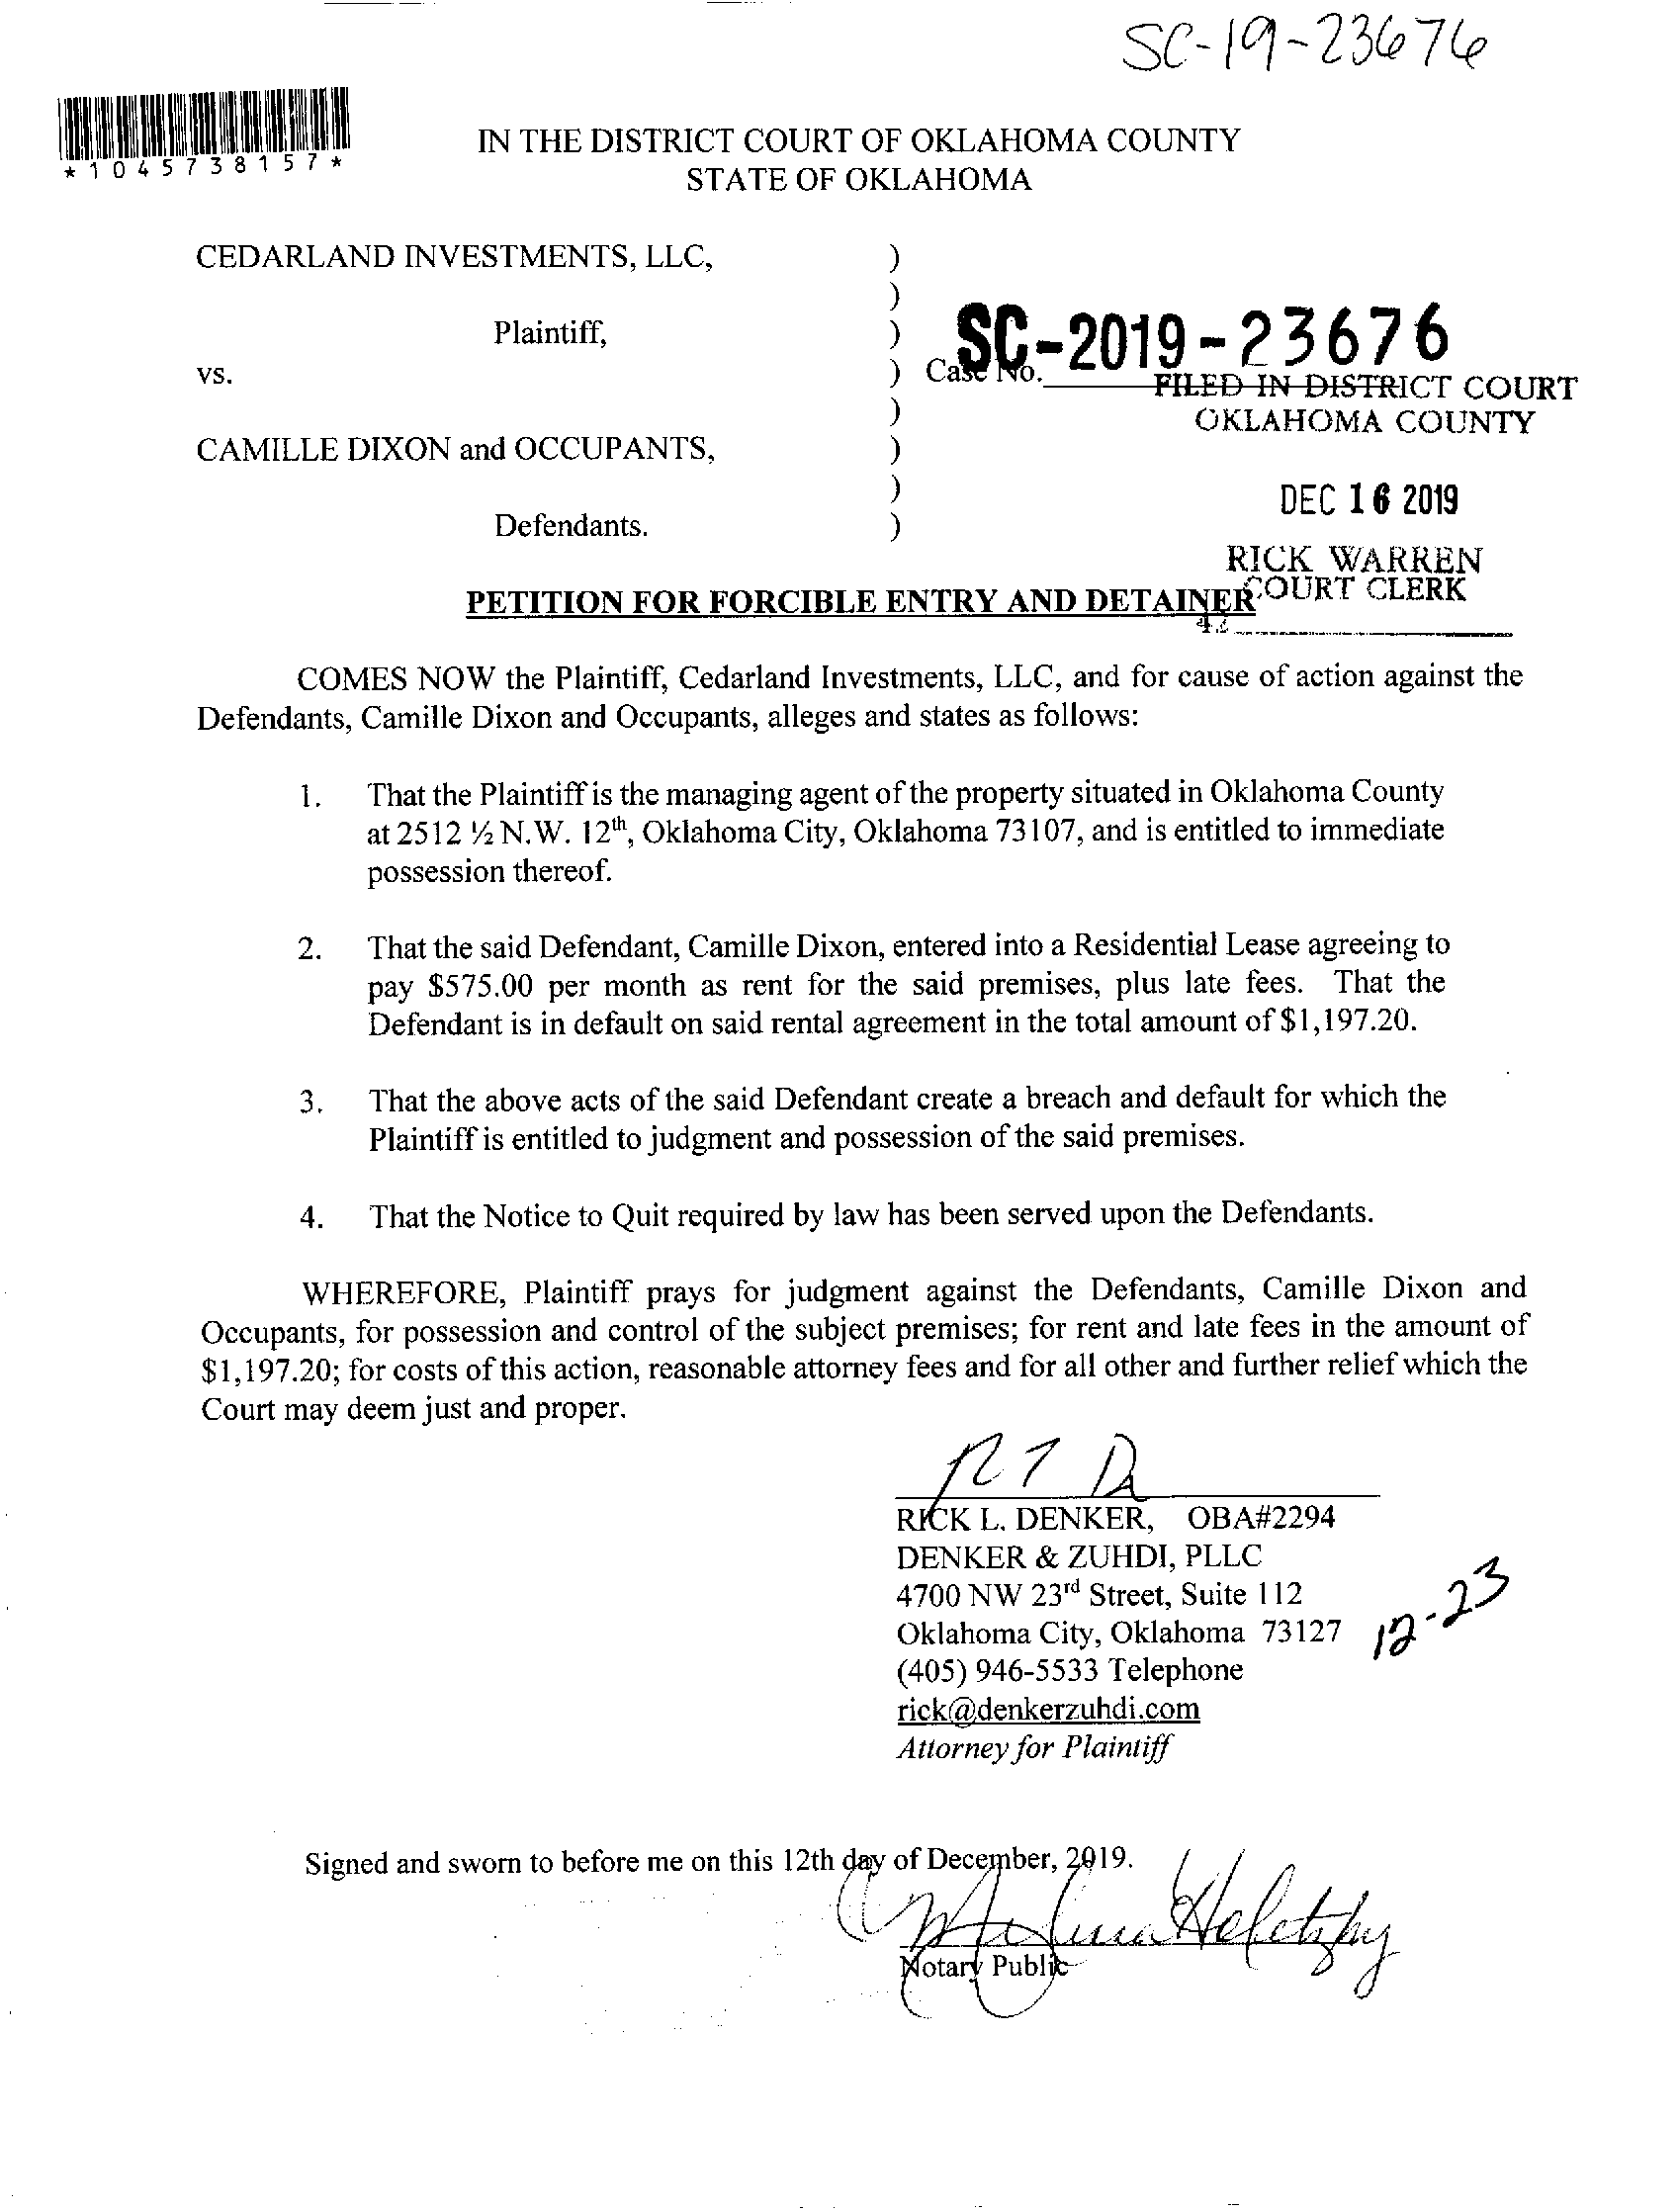 SC-19-23676
*1045738157*
IN THE DISTRICT COURT OF OKLAHOMA COUNTY
STATE OF OKLAHOMA
CEDARLAND INVESTMENTS, LLC, )
)
Plaintiff, )
SC-2019-23676
vs. ) Case No.
FILED IN DISTRICT COURT
)
OKLAHOMA COUNTY
CAMILLE DIXON and OCCUPANTS, )
)
DEC 16 2019
Defendants. )
RICK WARREN
COURT CLERK
PETITION FOR FORCIBLE ENTRY AND DETAINER
COMES NOW the Plaintiff, Cedarland Investments, LLC, and for cause of action against the
Defendants, Camille Dixon and Occupants, alleges and states as follows:
1. That the Plaintiff is the managing agent of the property situated in Oklahoma County
at 2512 ½ N.W. 12th, Oklahoma City, Oklahoma 73107, and is entitled to immediate
possession thereof.
2. That the said Defendant, Camille Dixon, entered into a Residential Lease agreeing to
pay $575.00 per month as rent for the said premises, plus late fees. That the
Defendant is in default on said rental agreement in the total amount of $1,197.20.
3. That the above acts of the said Defendant create a breach and default for which the
Plaintiff is entitled to judgment and possession of the said premises.
4. That the Notice to Quit required by law has been served upon the Defendants.
WHEREFORE, Plaintiff prays for judgment against the Defendants, Camille Dixon and
Occupants, for possession and control of the subject premises; for rent and late fees in the amount of
$1,197.20; for costs of this action, reasonable attorney fees and for all other and further relief which the
Court may deem just and proper.
RICK L. DENKER, OBA#2294
DENKER & ZUHDI, PLLC
4700 NW 23rd Street, Suite 112
Oklahoma City, Oklahoma 73127
12-23
(405) 946-5533 Telephone
rick@denkerzuhdi.com
Attorney for Plaintiff
Signed and sworn to before me on this 12th day of December, 2019.
Notary Public